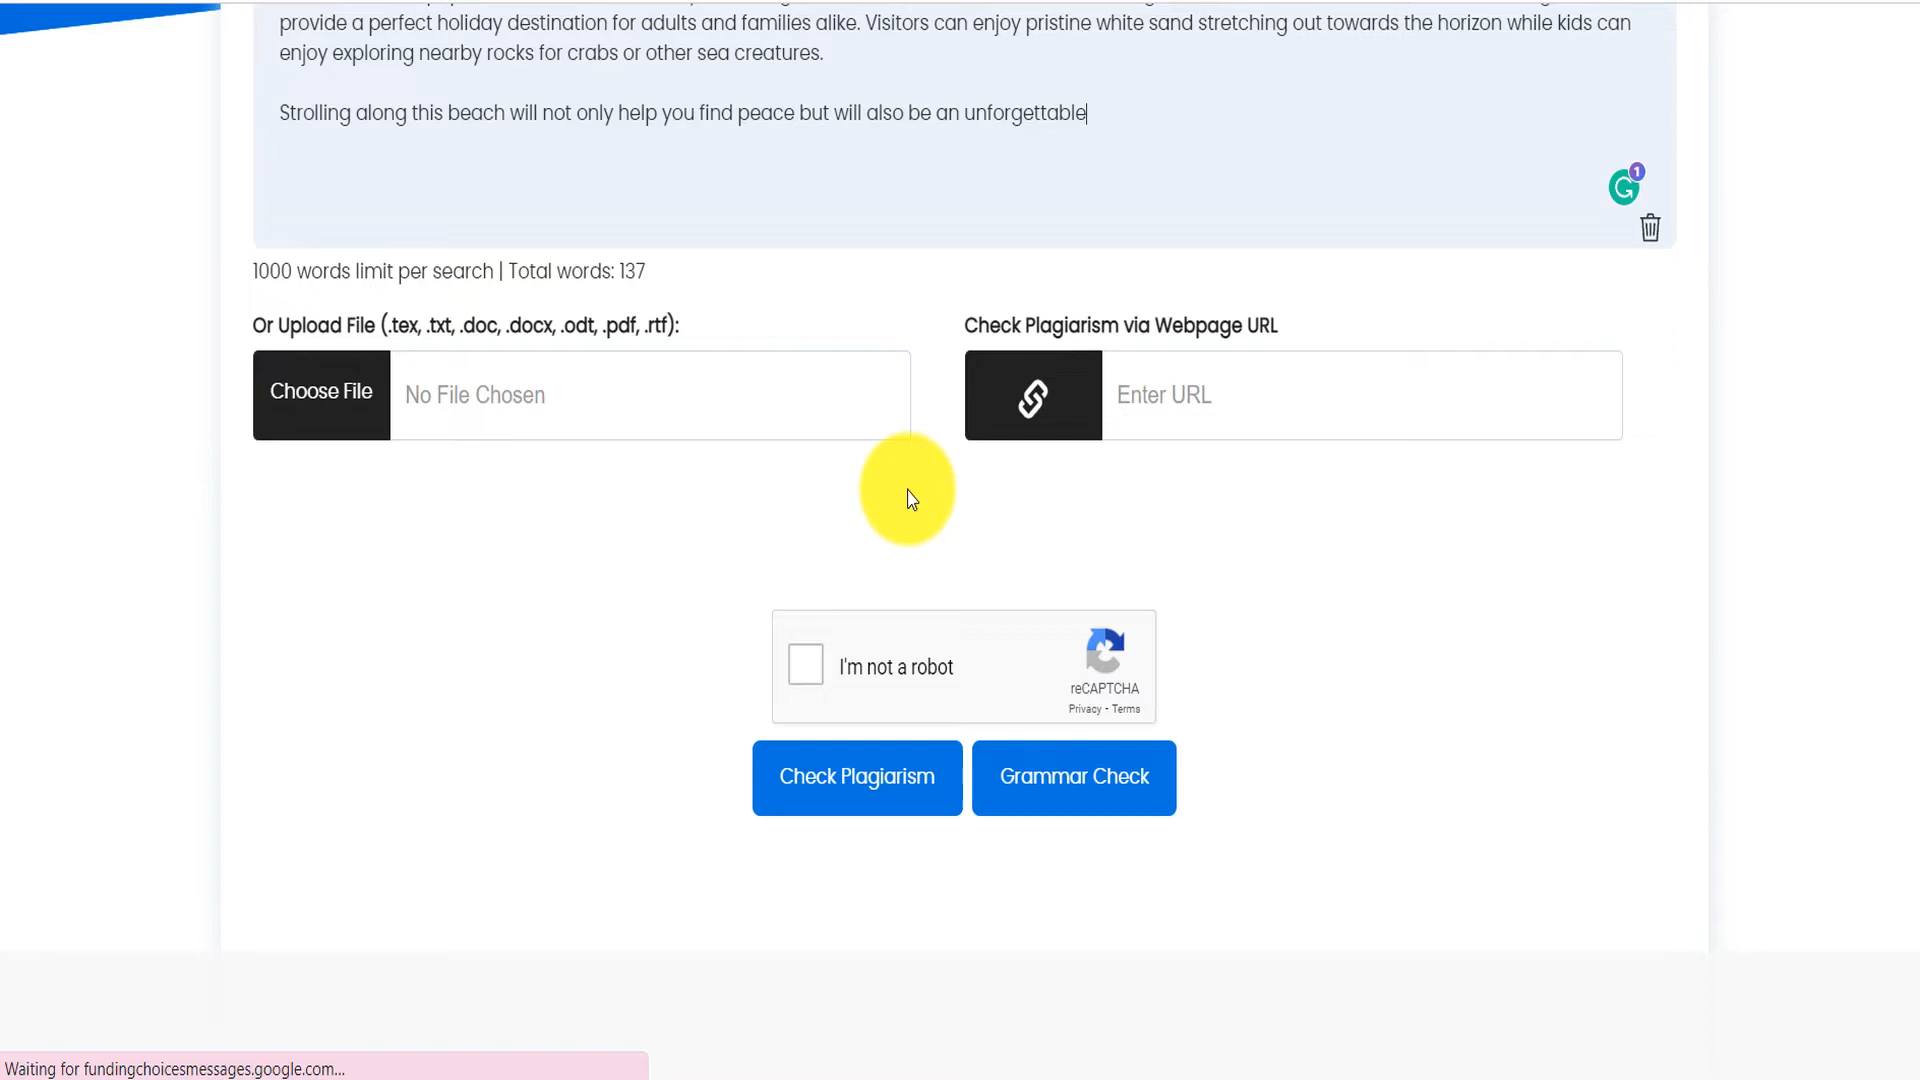 provide a perfect holiday destination for adults and families alike. Visitors can enjoy pristine white sand stretching out towards the horizon while kids can
enjoy exploring nearby rocks for crabs or other sea creatures.
Strolling along this beach will not only help you find peace but will also be an unforgettable
1
1000 words limit per search | Total words: 137
Or Upload File (.tex, .txt, .doc, .docx, .odt, .pdf, .rtf):
Check Plagiarism via Webpage URL
Choose File
No File Chosen
Enter URL
I'm not a robot
reCAPTCHA
Privacy - Terms
Check Plagiarism
Grammar Check
Waiting for fundingchoicesmessages.google.com...